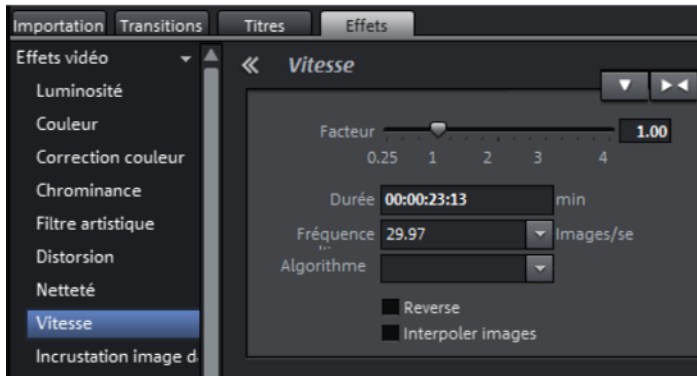 Importation Transitions Titres Effets
Effets vidéo
Luminosité
Couleur
Correction couleur
Chrominance
Filtre artistique
Distorsion
Netteté
Vitesse
Incrustation image d
Vitesse
Facteur 1.00
0.25 1 2 3 4
Durée 00:00:23:13 min
Fréquence 29.97 Images/se
Algorithme
Reverse
Interpoler images